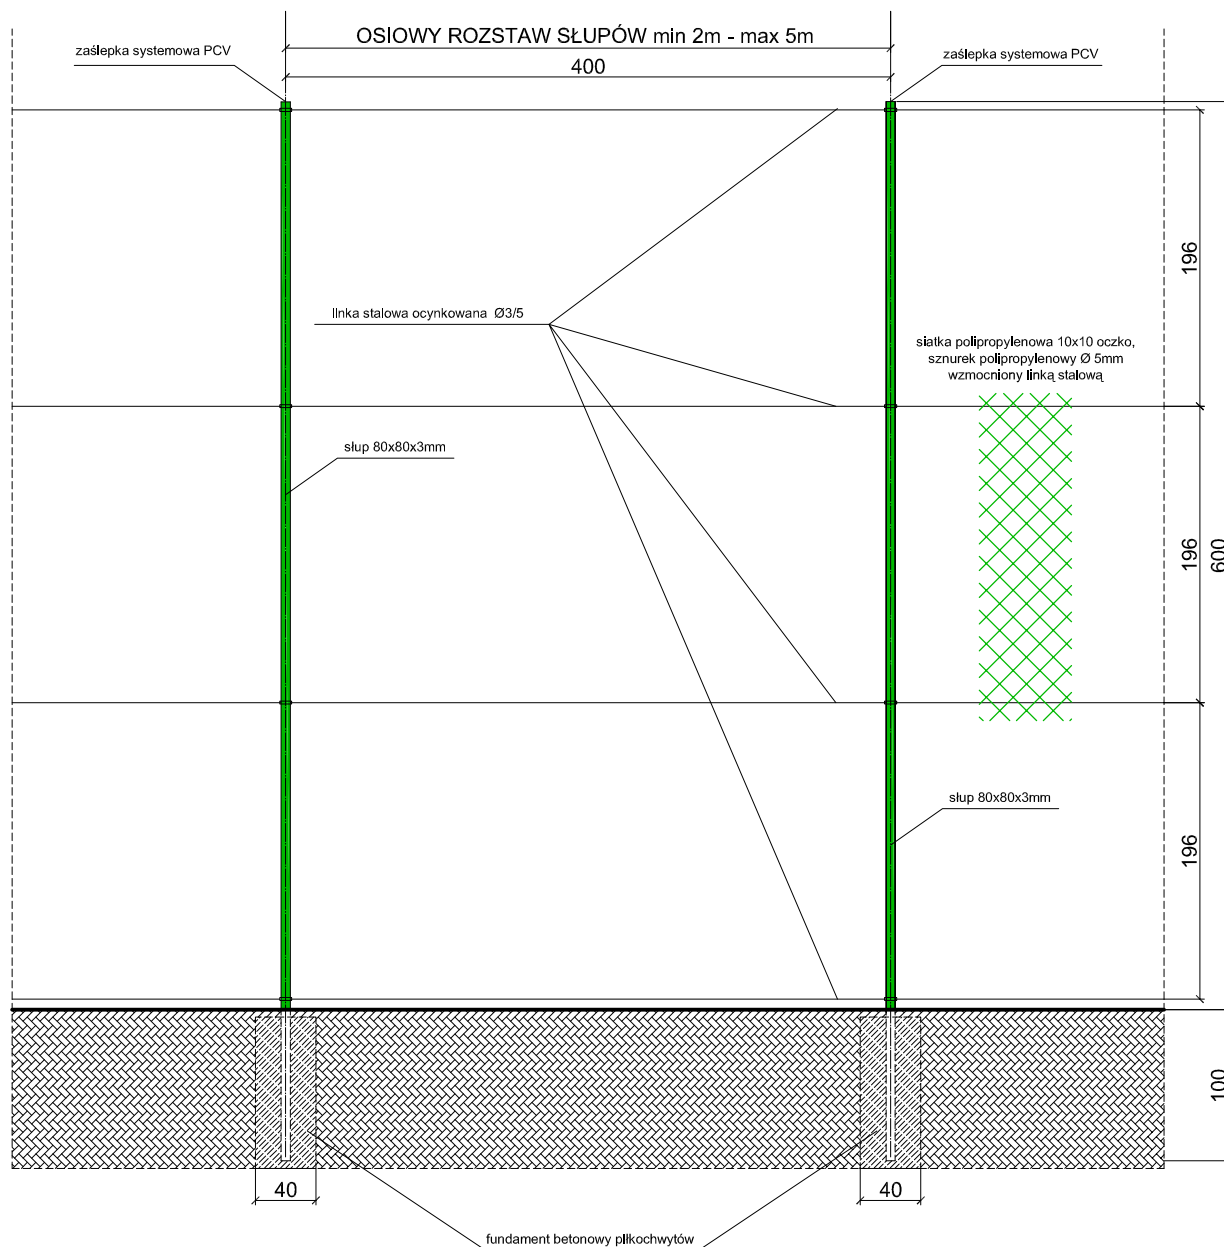 OSIOWY ROZSTAW SŁUPÓW min 2m - max 5m
zaślepka systemowa PCV
zaślepka systemowa PCV
400
196
linka stalowa ocynkowana Ø3/5
siatka polipropylenowa 10x10 oczko,
sznurek polipropylenowy Ø 5mm
wzmocniony linką stalową
słup 80x80x3mm
196
600
słup 80x80x3mm
196
100
40
40
fundament betonowy piłkochwytów